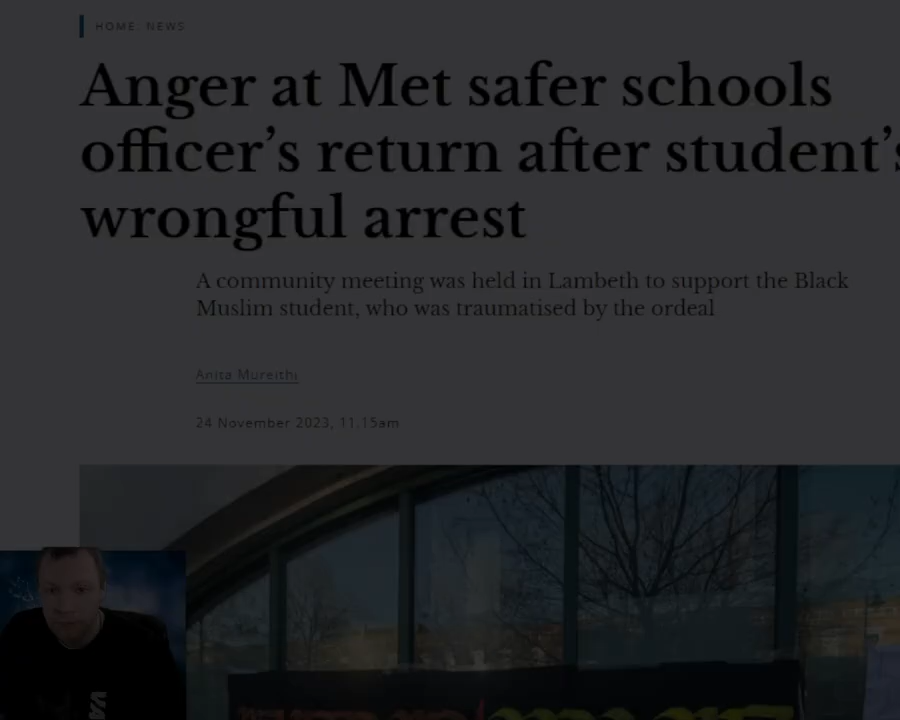 HOME: NEWS
Anger at Met safer schools
officer’s return after student’s
wrongful arrest
A community meeting was held in Lambeth to support the Black
Muslim student, who was traumatised by the ordeal
Anita Mureithi
24 November 2023, 11.15am